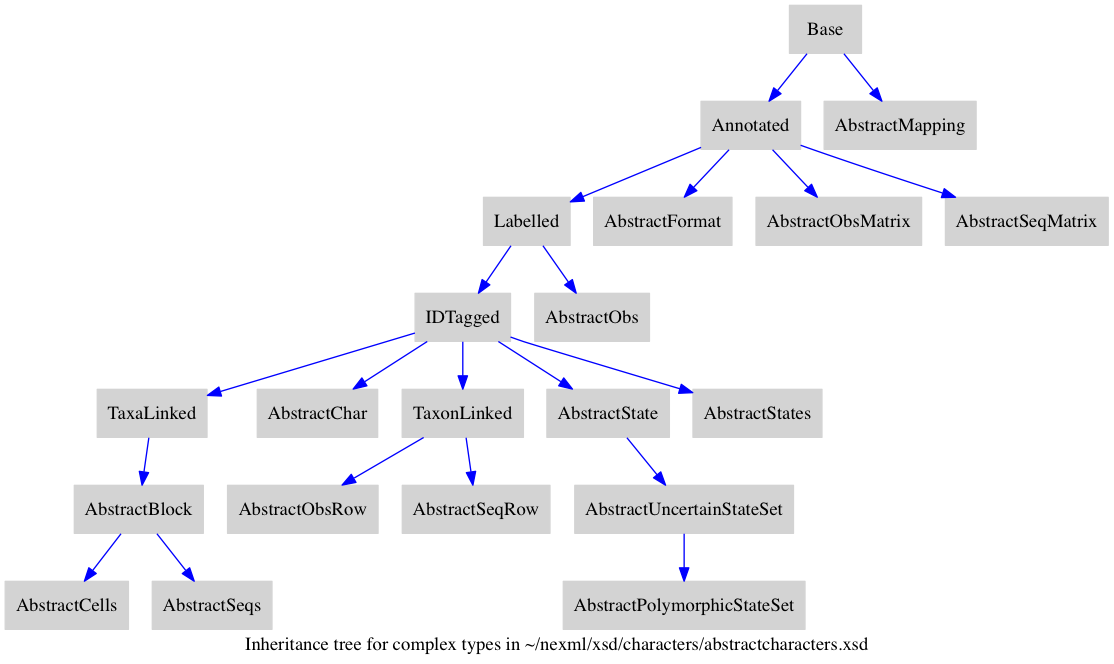 Base
Annotated
AbstractMapping
Labelled
AbstractFormat
AbstractObsMatrix
AbstractSeqMatrix
IDTagged
AbstractObs
TaxaLinked
AbstractChar
TaxonLinked
AbstractState
AbstractStates
AbstractBlock
AbstractObsRow
AbstractSeqRow
AbstractUncertainStateSet
AbstractCells
AbstractSeqs
AbstractPolymorphicStateSet
Inheritance tree for complex types in ~/nexml/xsd/characters/abstractcharacters.xsd